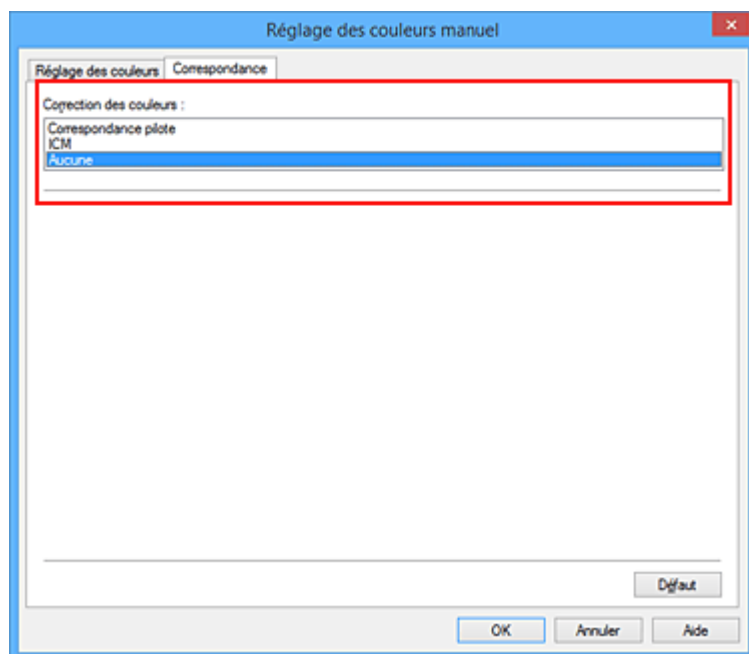 Réglage des couleurs manuel
Réglage des couleurs Correspondance
Correction des couleurs :
Correspondance pilote
ICM
Aucune
Défaut
OK Annuler Aide